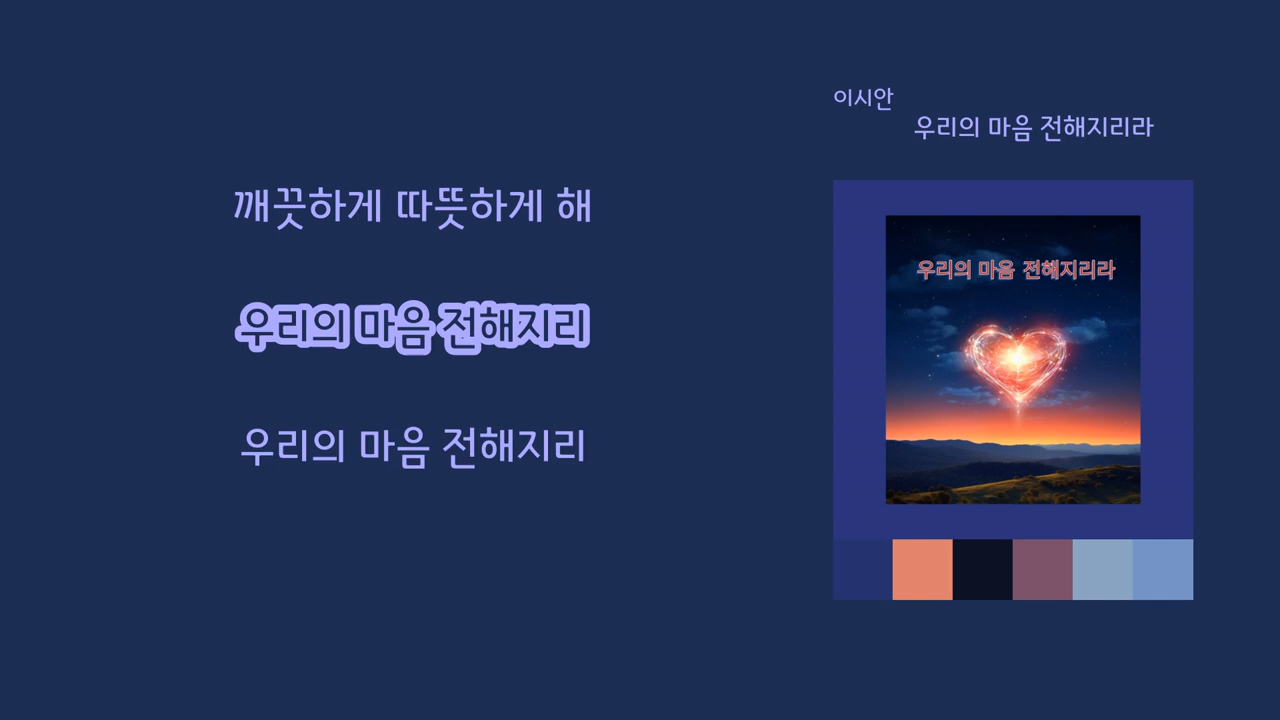 이시안
우리의 마음 전해지리라
깨끗하게 따뜻하게 해
우리의 마음 전해지리
우리의 마음 전해지리
우리의 마음 전해지리라